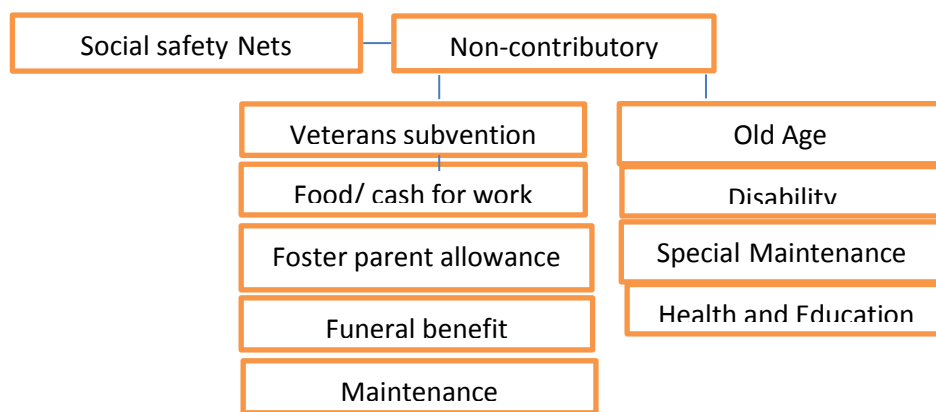 Social safety Nets
Non-contributory
Veterans subvention
Food/ cash for work
Foster parent allowance
Funeral benefit
Maintenance
Old Age
Disability
Special Maintenance
Health and Education